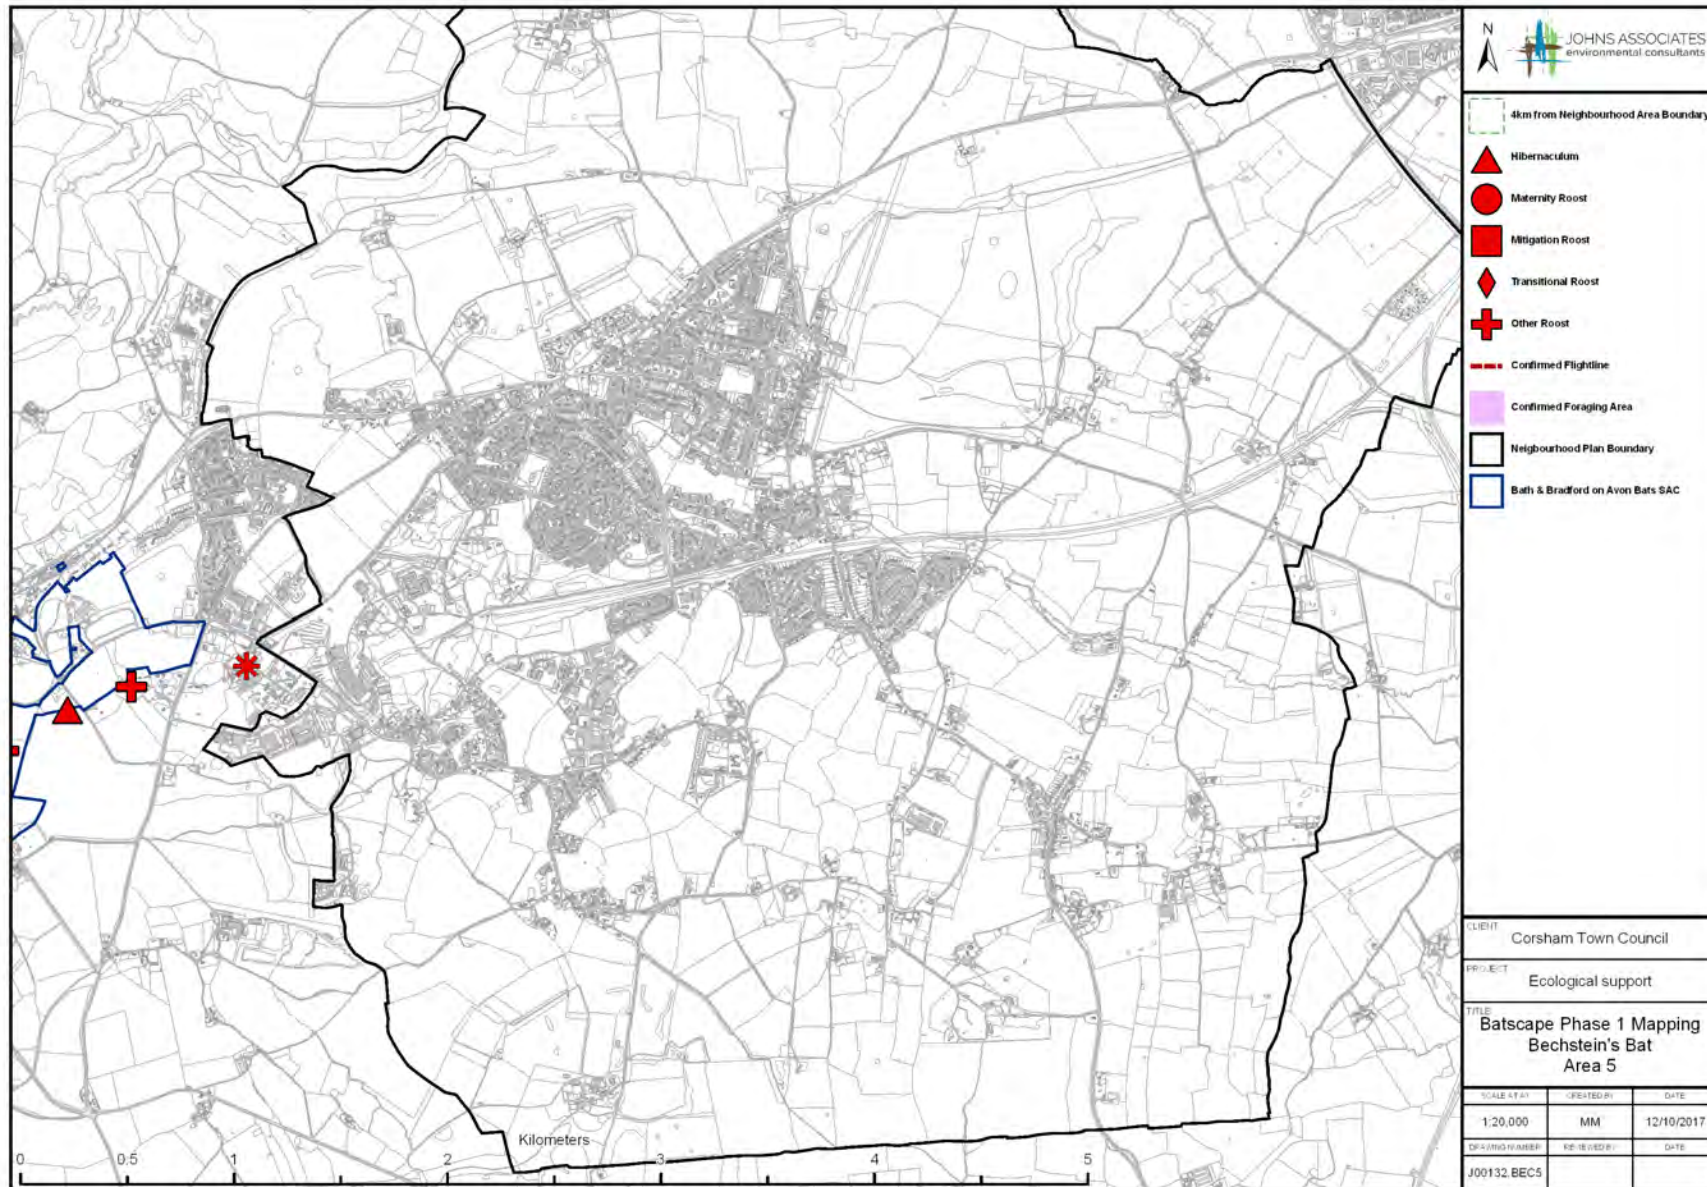 N
JOHNS ASSOCIATES
environmental consultants
4km from Neighbourhood Area Boundary
Hibernaculum
Maternity Roost
Mitigation Roost
Transitional Roost
Other Roost
Confirmed Flightline
Confirmed Foraging Area
Neigbourhood Plan Boundary
Bath & Bradford on Avon Bats SAC
CLIENT
Corsham Town Council
PROJECT
Ecological support
TITLE
Batscape Phase 1 Mapping
Bechstein's Bat
Area 5
SCALE AT A3 CREATED BY DATE
1:20,000 MM 12/10/2017
DRAWING NUMBER REVIEWED BY DATE
J00132.BEC5
Kilometers
0 0.5 1 2 3 4 5